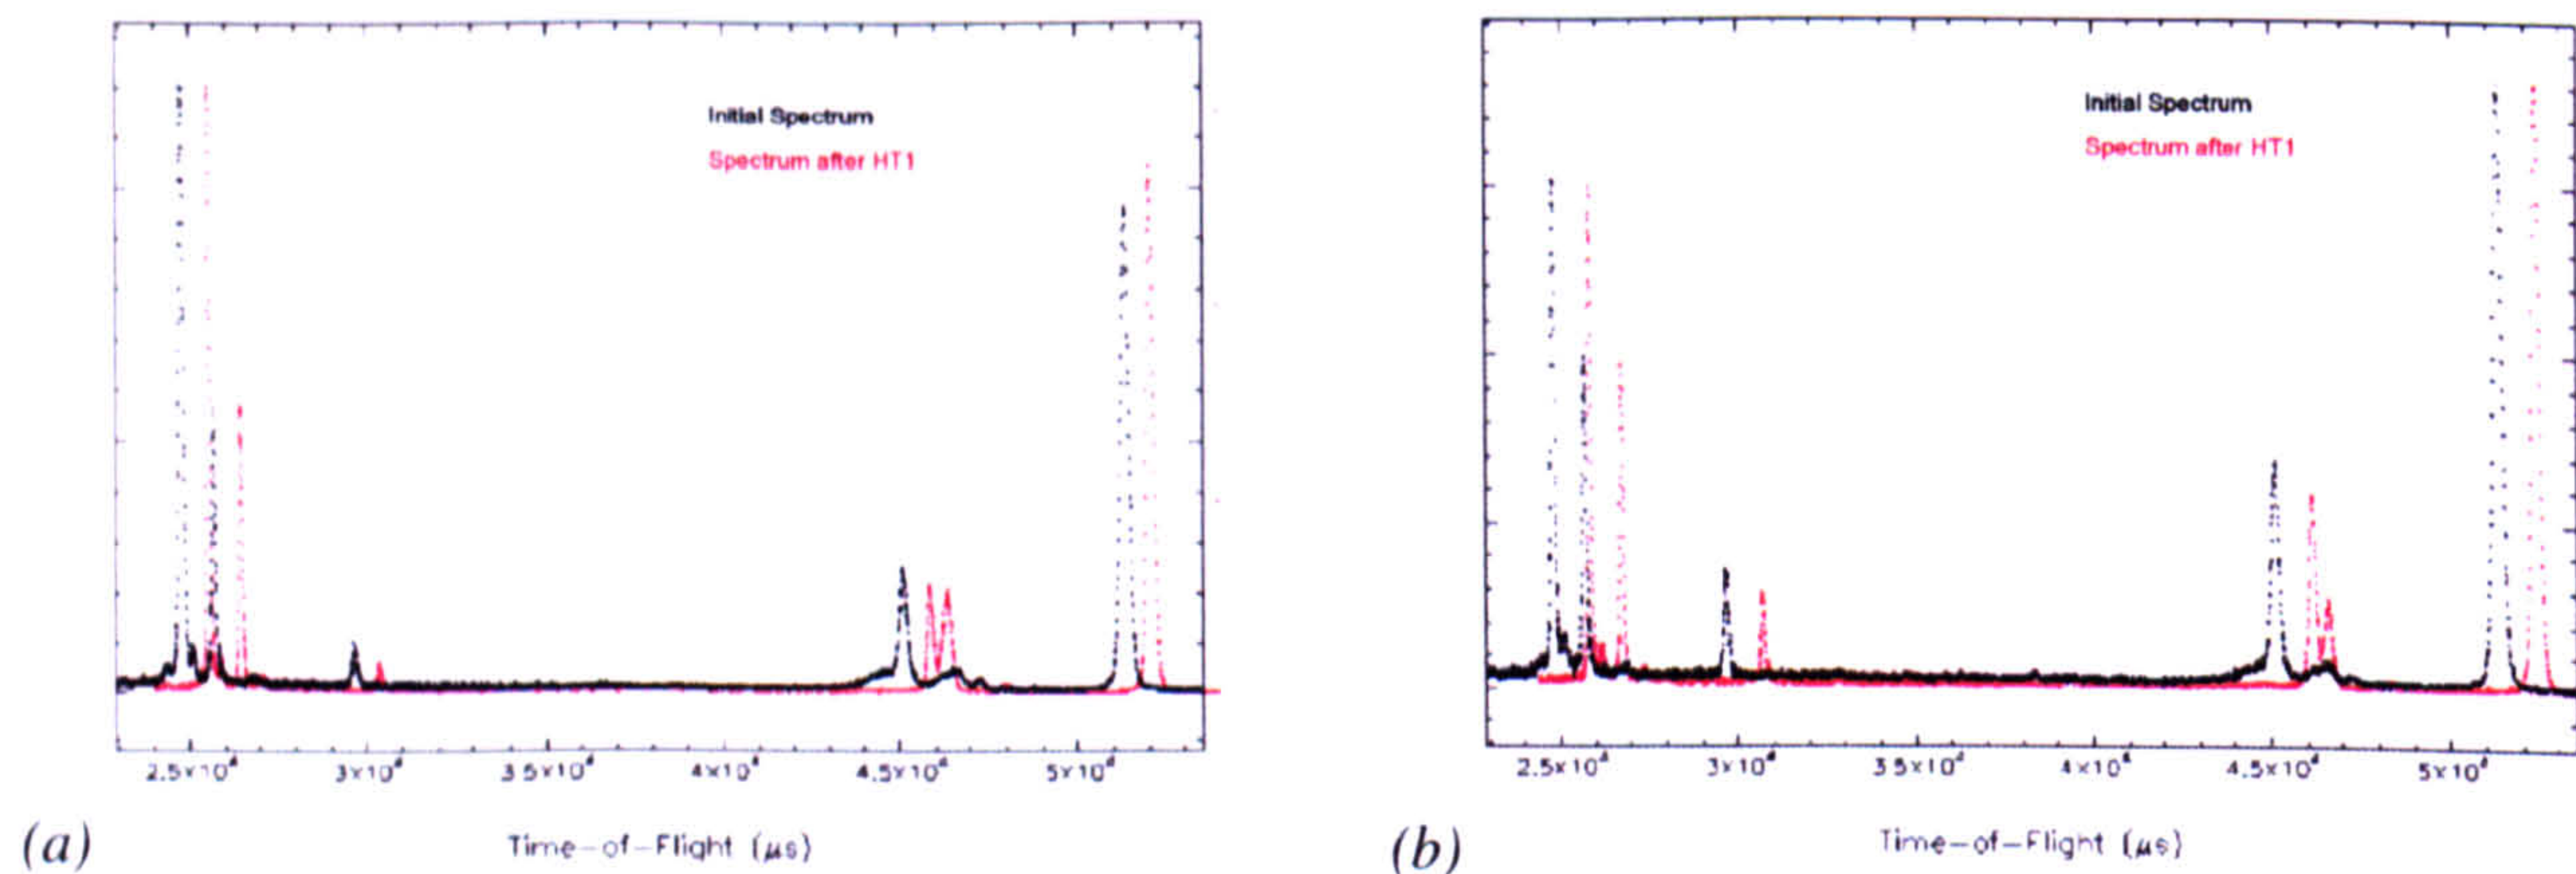 Initial Spectrum
Spectrum after HT1
2.5×10⁴ 3×10⁴ 3.5×10⁴ 4×10⁴ 4.5×10⁴ 5×10⁴
(a) Time-of-Flight (μs)
Initial Spectrum
Spectrum after HT1
2.5×10⁴ 3×10⁴ 3.5×10⁴ 4×10⁴ 4.5×10⁴ 5×10⁴
(b) Time-of-Flight (μs)